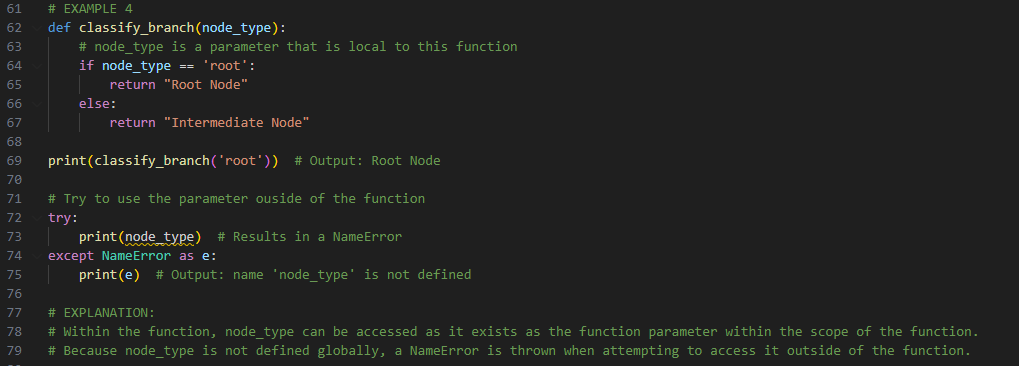 61 # EXAMPLE 4
62 def classify_branch(node_type):
63     # node_type is a parameter that is local to this function
64     if node_type == 'root':
65         return "Root Node"
66     else:
67         return "Intermediate Node"
68
69 print(classify_branch('root'))  # Output: Root Node
70
71 # Try to use the parameter ouside of the function
72 try:
73     print(node_type)  # Results in a NameError
74 except NameError as e:
75     print(e)  # Output: name 'node_type' is not defined
76
77 # EXPLANATION:
78 # Within the function, node_type can be accessed as it exists as the function parameter within the scope of the function.
79 # Because node_type is not defined globally, a NameError is thrown when attempting to access it outside of the function.